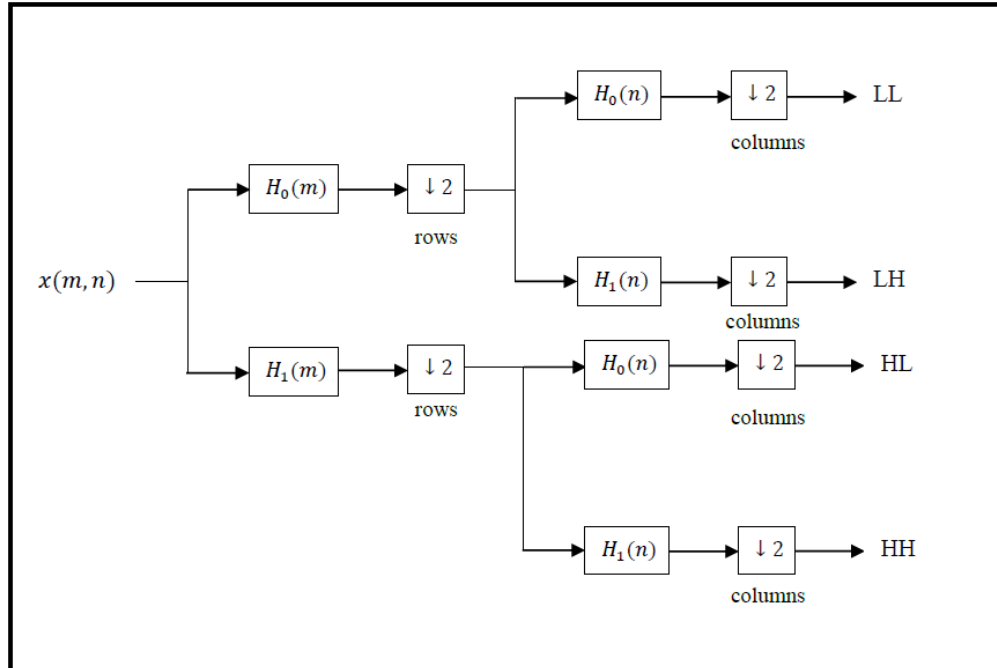 H₀(n)
↓ 2
LL
columns
H₀(m)
↓ 2
rows
x(m, n)
H₁(n)
↓ 2
LH
columns
H₁(m)
↓ 2
rows
H₀(n)
↓ 2
HL
columns
H₁(n)
↓ 2
HH
columns